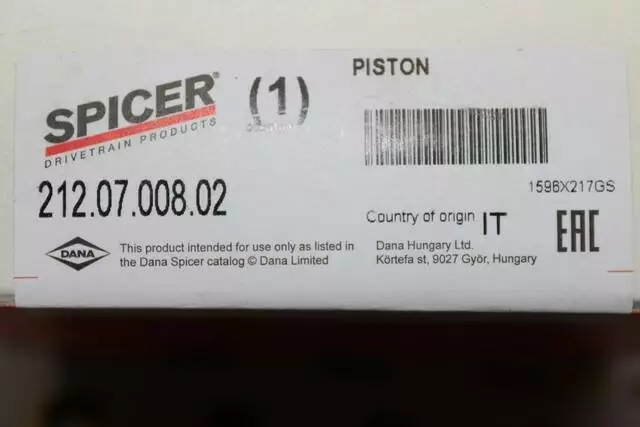 SPICER®
DRIVETRAIN PRODUCTS
(1)
PISTON
1596X217GS
212.07.008.02
Country of origin IT
EAC
DANA
This product intended for use only as listed in
the Dana Spicer catalog © Dana Limited
Dana Hungary Ltd.
Körtefa st, 9027 Győr, Hungary